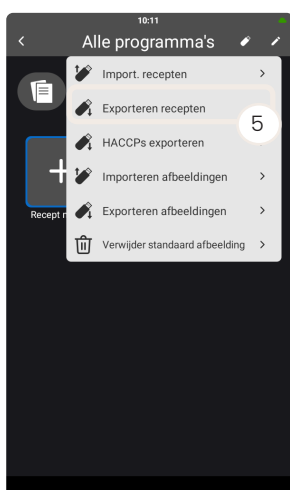 10:11
Alle programma's
Import. recepten
Exporteren recepten
5
HACCPs exporteren
Importeren afbeeldingen
Exporteren afbeeldingen
Verwijder standaard afbeelding
Recept